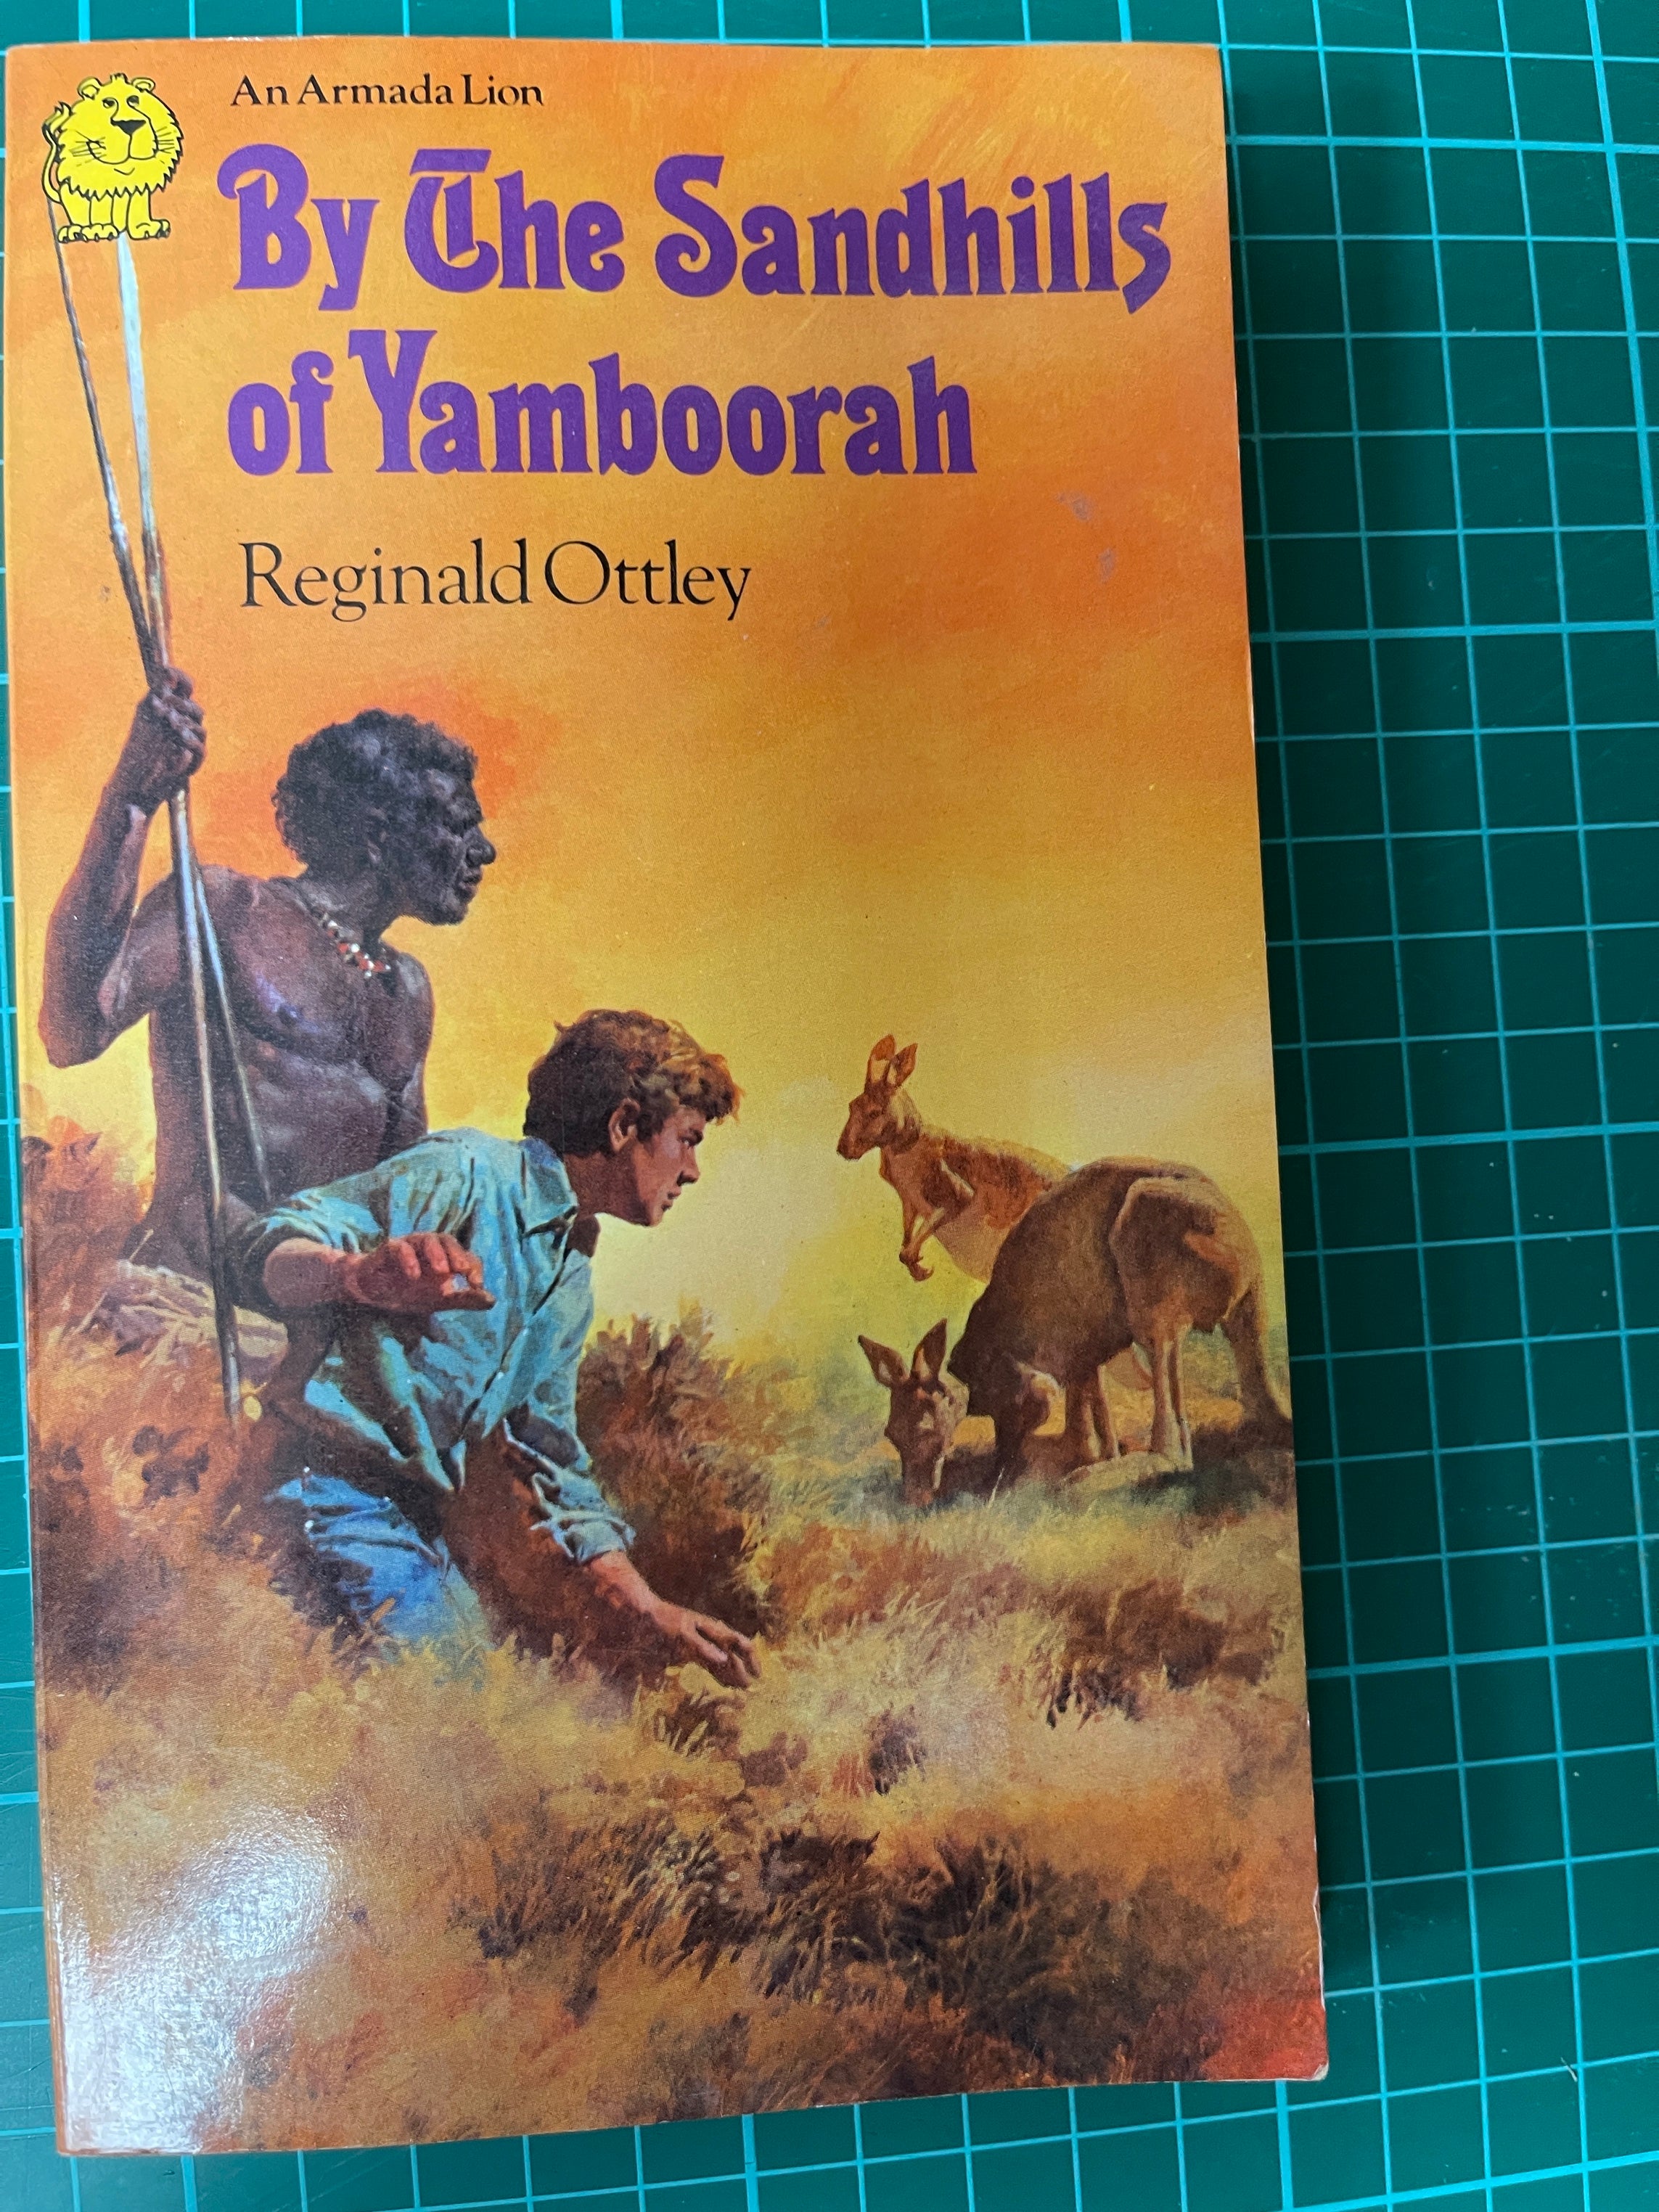 An Armada Lion
By The Sandhills
of Yamboorah
Reginald Ottley